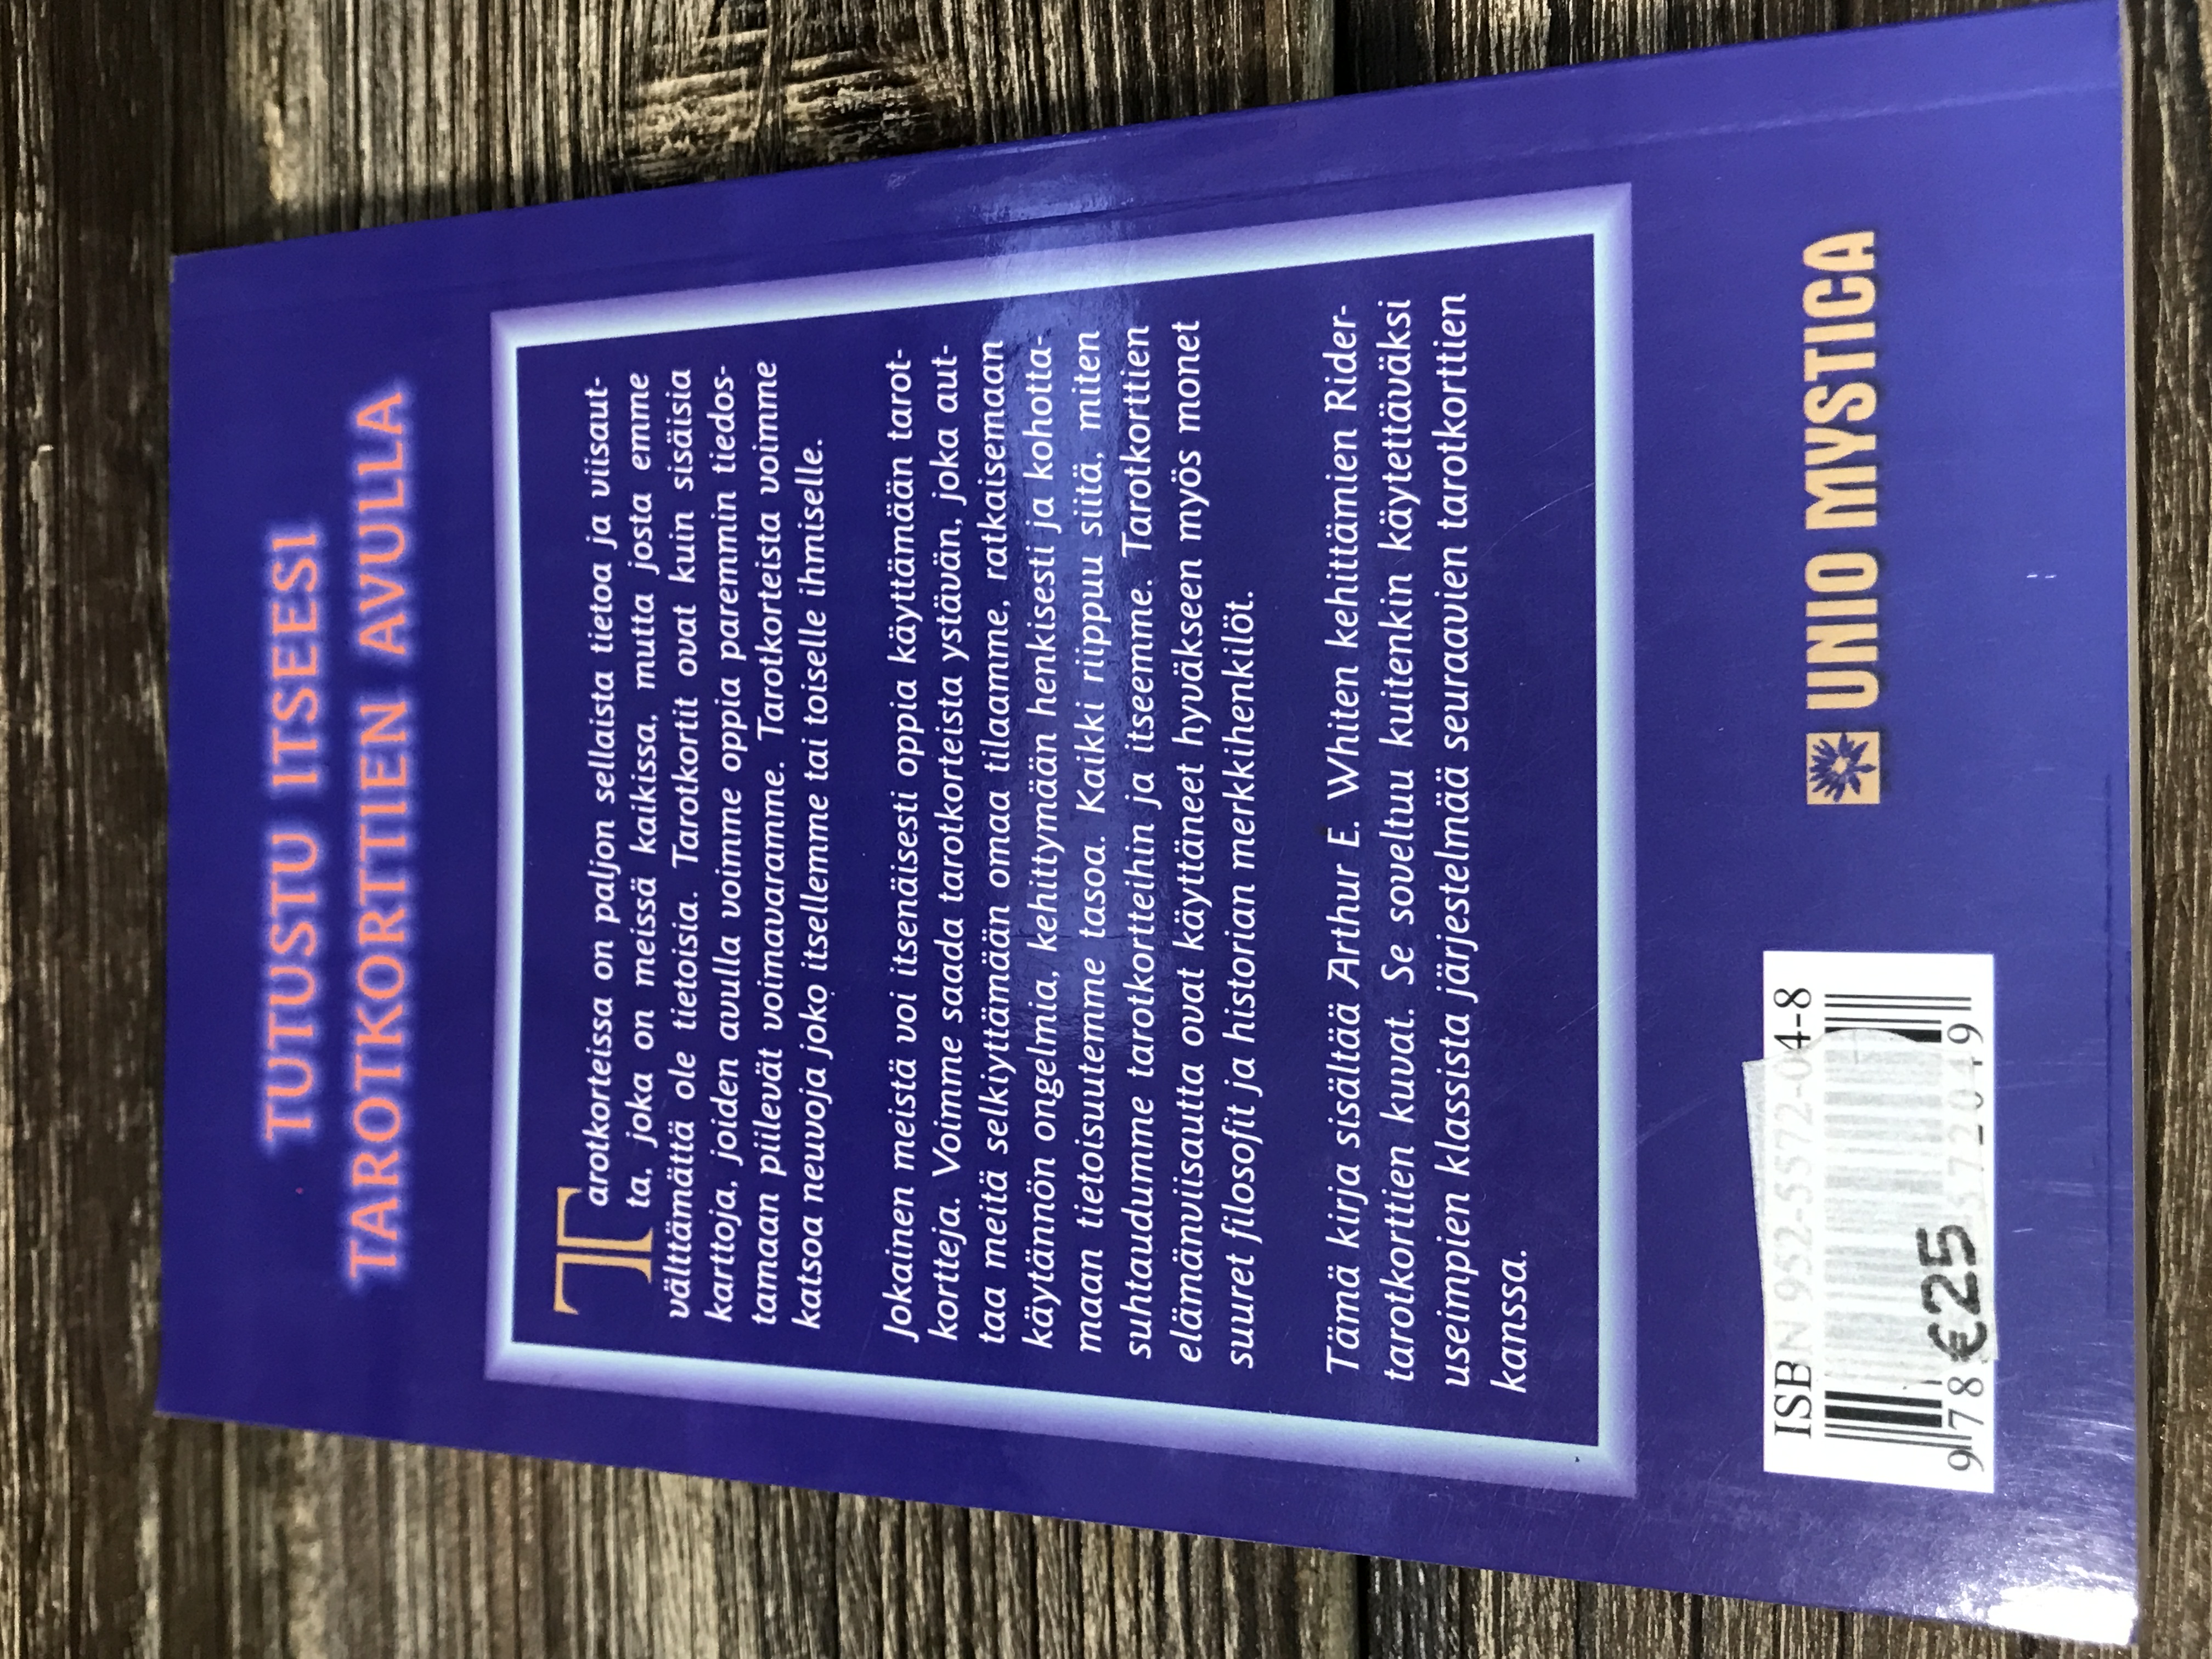 TUTUSTU ITSEESI
TAROTKORTTIEN AVULLA
Tarotkorteissa on paljon sellaista tietoa ja viisaut-
ta, joka on meissä kaikissa, mutta josta emme
välttämättä ole tietoisia. Tarotkortit ovat kuin sisäisiä
karttoja, joiden avulla voimme oppia paremmin tiedos-
tamaan piilevät voimavaramme. Tarotkorteista voimme
katsoa neuvoja joko itsellemme tai toiselle ihmiselle.
Jokainen meistä voi itsenäisesti oppia käyttämään tarot-
kortteja. Voimme saada tarotkorteista ystävän, joka aut-
taa meitä selkiyttämään omaa tilaamme, ratkaisemaan
käytännön ongelmia, kehittymään henkisesti ja kohotta-
maan tietoisuutemme tasoa. Kaikki riippuu siitä, miten
suhtaudumme tarotkortteihin ja itseemme. Tarotkorttien
elämänviisautta ovat käyttäneet hyväkseen myös monet
suuret filosofit ja historian merkkihenkilöt.
Tämä kirja sisältää Arthur E. Whiten kehittämien Rider-
tarotkorttien kuvat. Se soveltuu kuitenkin käytettäväksi
useimpien klassista järjestelmää seuraavien tarotkorttien
kanssa.
ISBN 952-5572-04-8
€25
UNIO MYSTICA